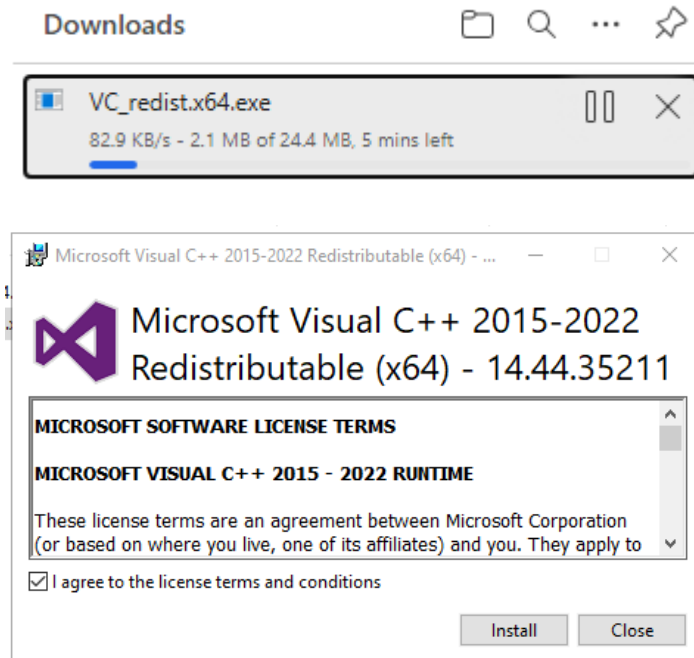 Downloads
VC_redist.x64.exe
82.9 KB/s - 2.1 MB of 24.4 MB, 5 mins left
Microsoft Visual C++ 2015-2022 Redistributable (x64) - ...
Microsoft Visual C++ 2015-2022
Redistributable (x64) - 14.44.35211
MICROSOFT SOFTWARE LICENSE TERMS
MICROSOFT VISUAL C++ 2015 - 2022 RUNTIME
These license terms are an agreement between Microsoft Corporation
(or based on where you live, one of its affiliates) and you. They apply to
I agree to the license terms and conditions
Install Close